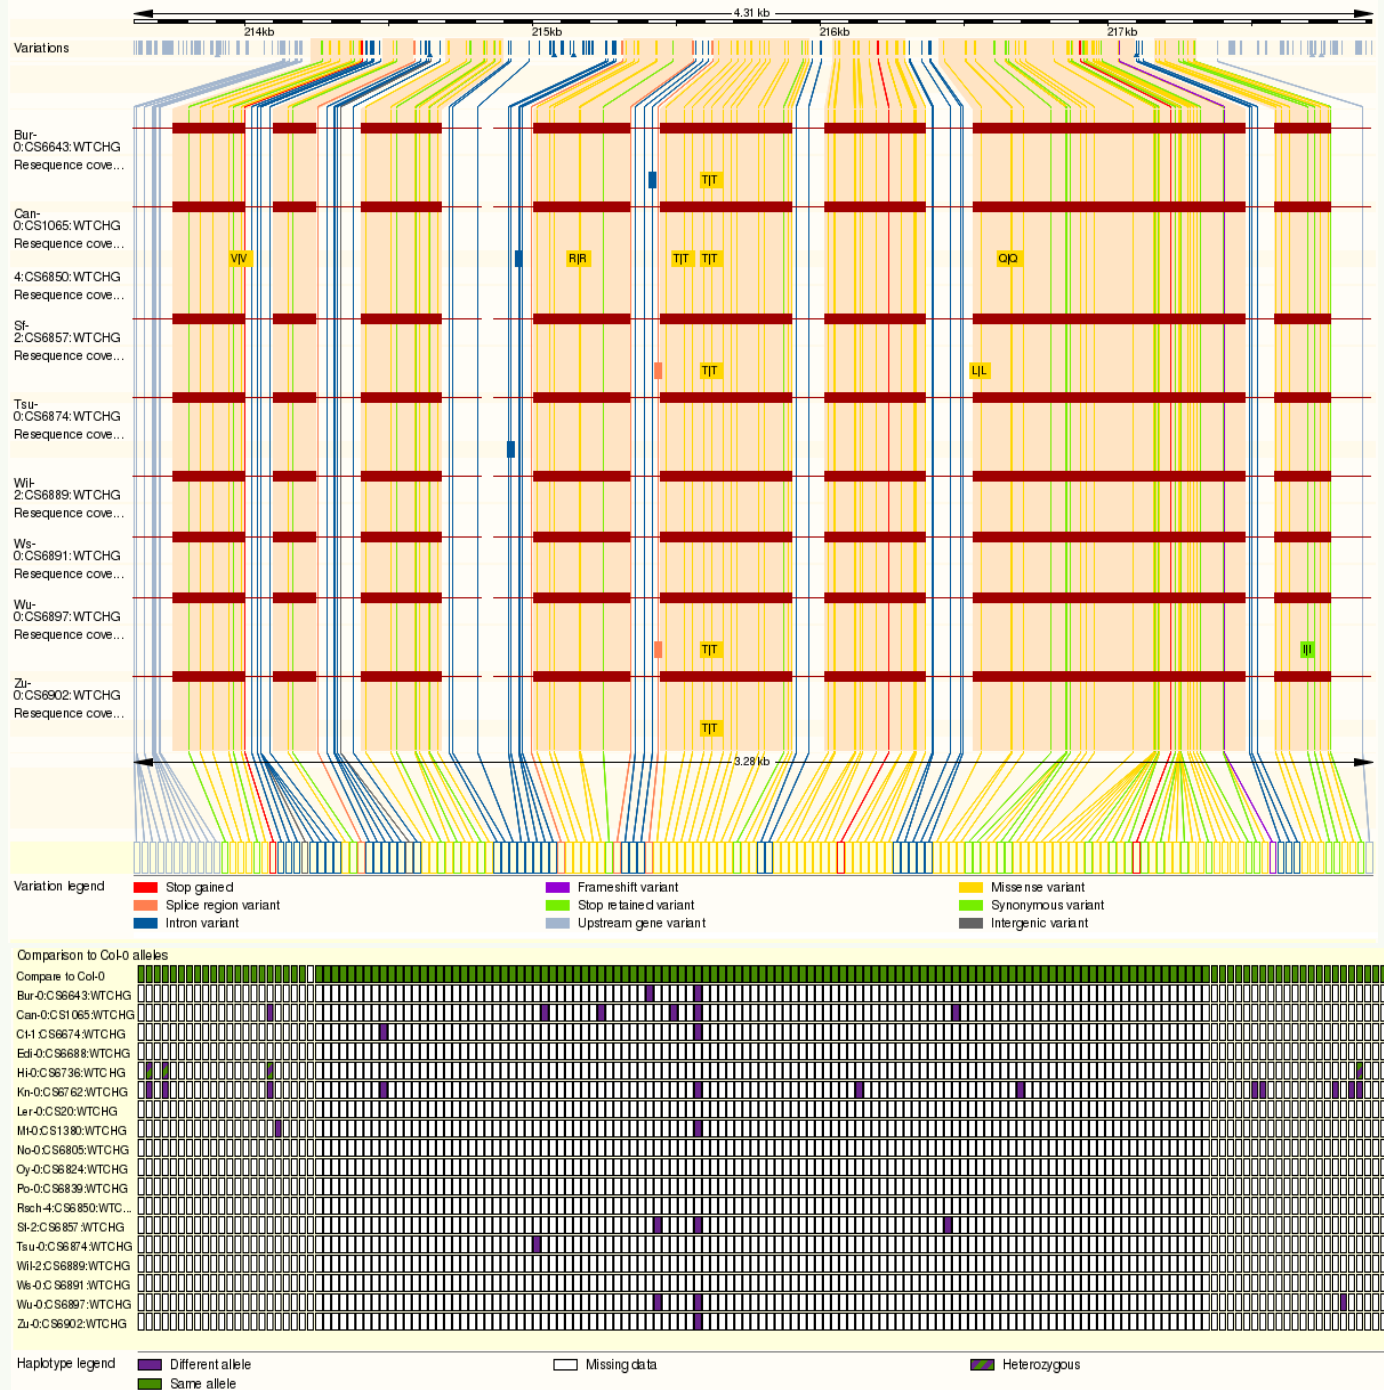 4.31 kb
214kb 215kb 216kb 217kb
Variations
Bur-
0:CS6643:WTCHG
Resequence cove...
T|T
Can-
0:CS1065:WTCHG
Resequence cove...
V|V R|R T|T T|T Q|Q
4:CS6850:WTCHG
Resequence cove...
Sf-
2:CS6857:WTCHG
Resequence cove...
T|T L|L
Tsu-
0:CS6874:WTCHG
Resequence cove...
Wil-
2:CS6889:WTCHG
Resequence cove...
Ws-
0:CS6891:WTCHG
Resequence cove...
Wu-
0:CS6897:WTCHG
Resequence cove...
T|T I|I
Zu-
0:CS6902:WTCHG
Resequence cove...
T|T
3.28 kb
Variation legend
Stop gained Frameshift variant Missense variant
Splice region variant Stop retained variant Synonymous variant
Intron variant Upstream gene variant Intergenic variant
Comparison to Col-0 alleles
Compare to Col-0
Bur-0:CS6643:WTCHG
Can-0:CS1065:WTCHG
Ct-1:CS6674:WTCHG
Edi-0:CS6688:WTCHG
Hi-0:CS6736:WTCHG
Kn-0:CS6762:WTCHG
Ler-0:CS20:WTCHG
Mt-0:CS1380:WTCHG
No-0:CS6805:WTCHG
Oy-0:CS6824:WTCHG
Po-0:CS6839:WTCHG
Rsch-4:CS6850:WTC...
Sf-2:CS6857:WTCHG
Tsu-0:CS6874:WTCHG
Wil-2:CS6889:WTCHG
Ws-0:CS6891:WTCHG
Wu-0:CS6897:WTCHG
Zu-0:CS6902:WTCHG
Haplotype legend
Different allele Missing data Heterozygous
Same allele